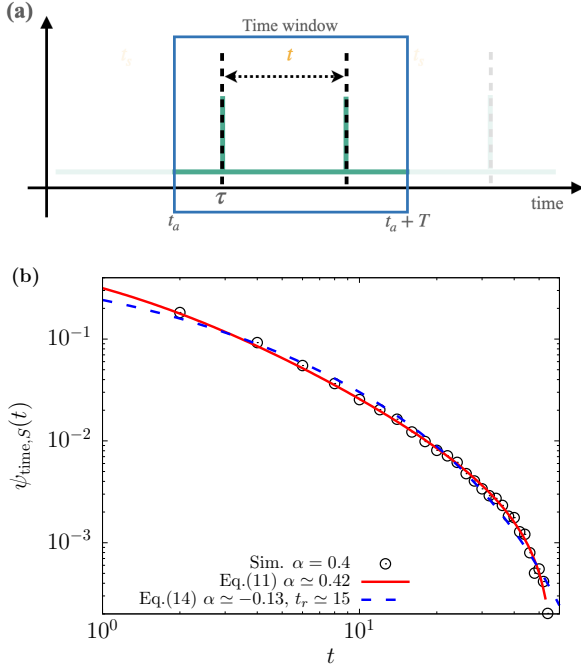 (a)
Time window
t
τ
time
t_a
t_a + T
(b)
10^{-1}
10^{-2}
10^{-3}
ψ_{time,S}(t)
Sim. α = 0.4
Eq.(11) α ≃ 0.42
Eq.(14) α ≃ −0.13, t_r ≃ 15
10^0
10^1
t